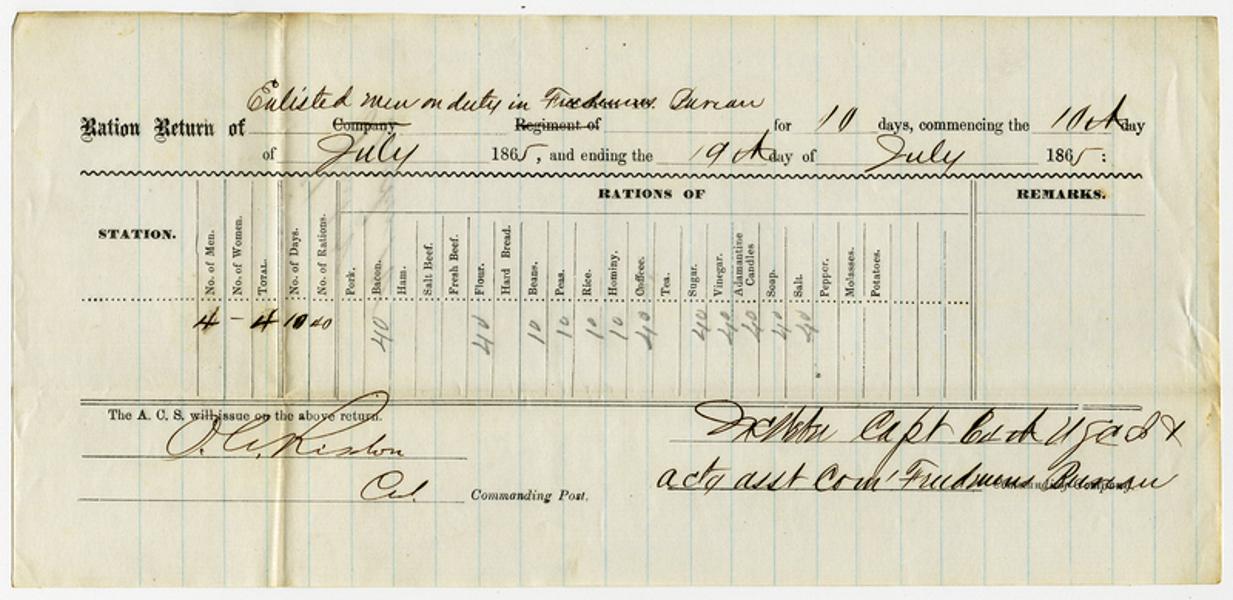 Enlisted men on duty in Freedmens Bureau
Ration Return of Company Regiment of for 10 days, commencing the 10th day
of July 1865, and ending the 19th day of July 1865:
RATIONS OF
REMARKS.
STATION.
No. of Men. No. of Women. TOTAL. No. of Days. No. of Rations. Pork. Bacon. Ham. Salt Beef. Fresh Beef. Flour. Hard Bread. Beans. Peas. Rice. Hominy. Coffee. Tea. Sugar. Vinegar. Adamantine Candles Soap. Salt. Pepper. Molasses. Potatoes.
4 – 4 10 40 40 40 10 10 10 10 40 40 40 40 40 40
The A. C. S. will issue on the above return.
Capt
Col. Commanding Post.
actg asst Com Freedmens Bureau
Commanding Company.